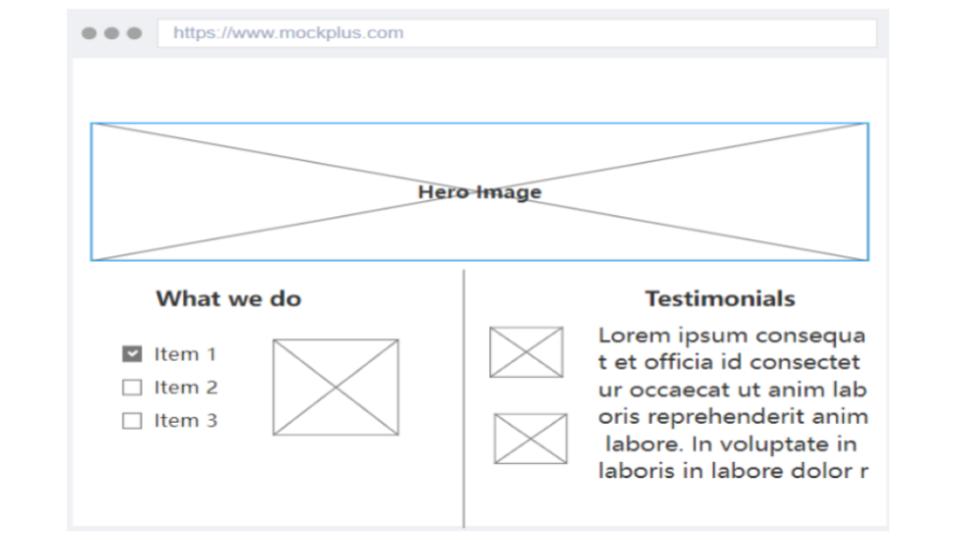 https://www.mockplus.com
Hero Image
What we do
Item 1
Item 2
Item 3
Testimonials
Lorem ipsum consequa
t et officia id consectet
ur occaecat ut anim lab
oris reprehenderit anim
labore. In voluptate in
laboris in labore dolor r